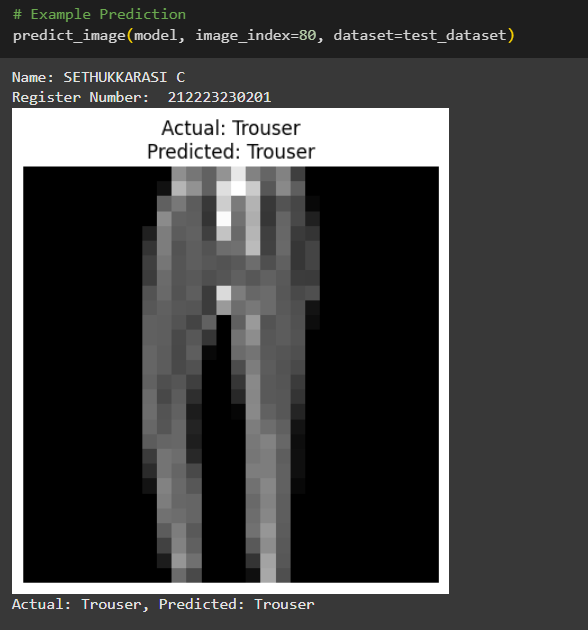 # Example Prediction
predict_image(model, image_index=80, dataset=test_dataset)
Name: SETHUKKARASI C
Register Number:  212223230201
Actual: Trouser
Predicted: Trouser
Actual: Trouser, Predicted: Trouser